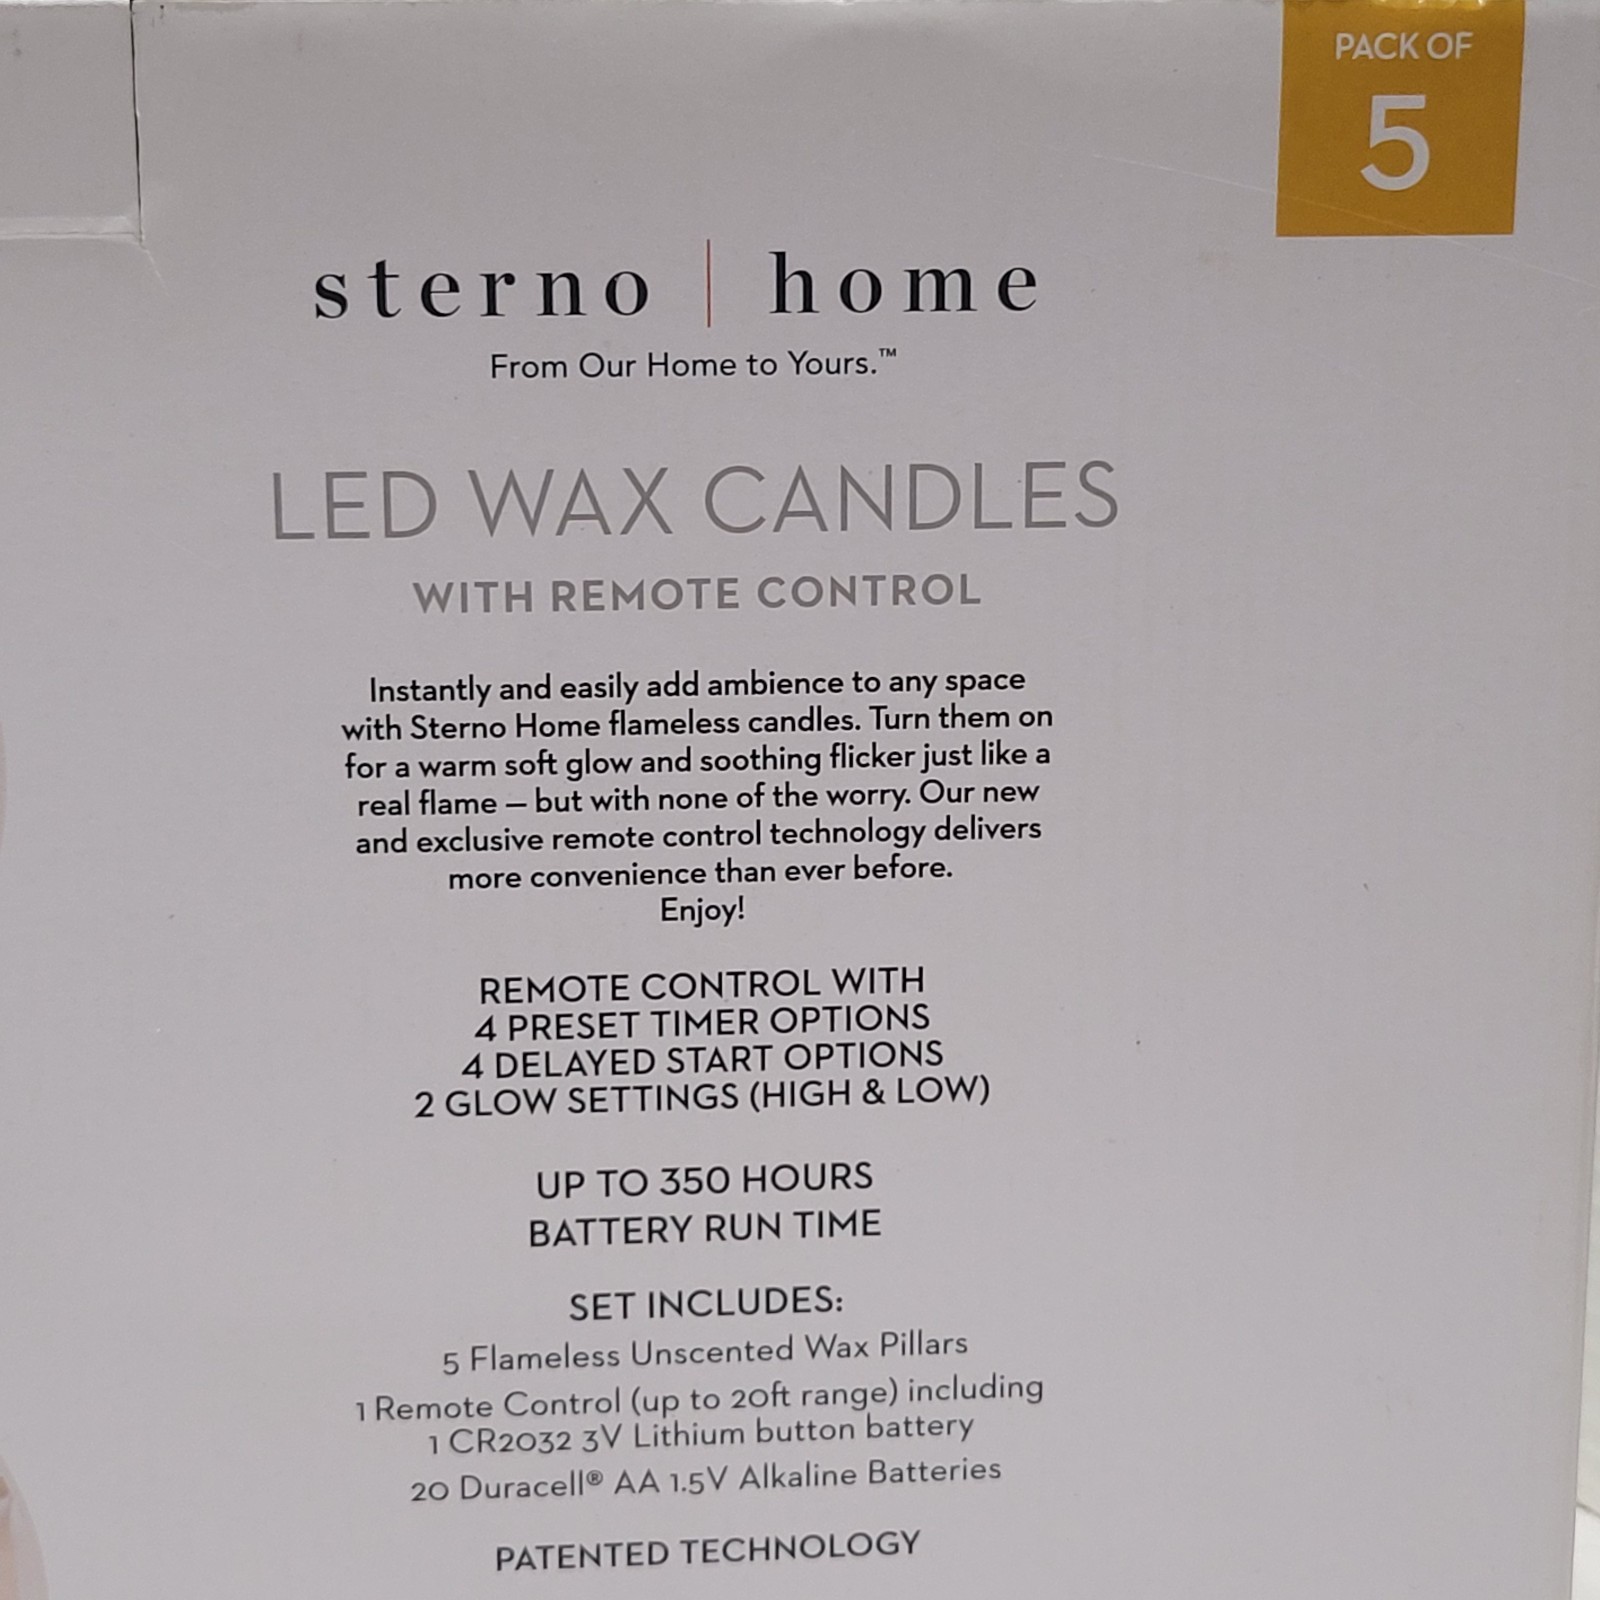 PACK OF
5
sterno | home
From Our Home to Yours.™
LED WAX CANDLES
WITH REMOTE CONTROL
Instantly and easily add ambience to any space
with Sterno Home flameless candles. Turn them on
for a warm soft glow and soothing flicker just like a
real flame – but with none of the worry. Our new
and exclusive remote control technology delivers
more convenience than ever before.
Enjoy!
REMOTE CONTROL WITH
4 PRESET TIMER OPTIONS
4 DELAYED START OPTIONS
2 GLOW SETTINGS (HIGH & LOW)
UP TO 350 HOURS
BATTERY RUN TIME
SET INCLUDES:
5 Flameless Unscented Wax Pillars
1 Remote Control (up to 20ft range) including
1 CR2032 3V Lithium button battery
20 Duracell® AA 1.5V Alkaline Batteries
PATENTED TECHNOLOGY